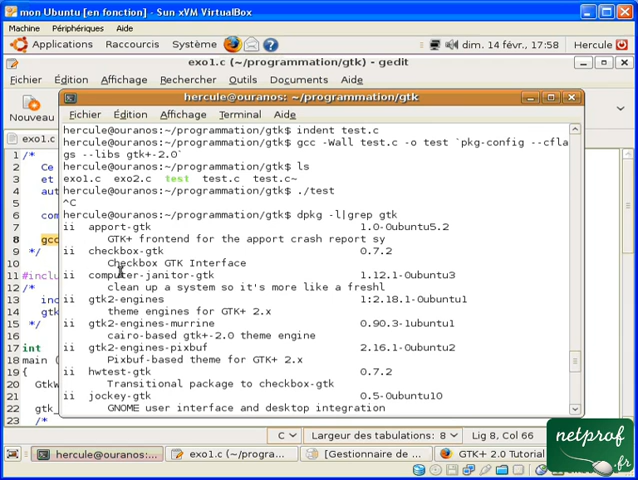 mon Ubuntu [en fonction] - Sun xVM VirtualBox
Machine Périphériques Aide
Applications Raccourcis Système dim. 14 févr., 17:58 Hercule
exo1.c (~/programmation/gtk) - gedit
Fichier Édition Affichage Rechercher Outils Documents Aide
Nouveau
exo1.c
hercule@ouranos: ~/programmation/gtk
Fichier Édition Affichage Terminal Aide
hercule@ouranos:~/programmation/gtk$ indent test.c
hercule@ouranos:~/programmation/gtk$ gcc -Wall test.c -o test `pkg-config --cfla
gs --libs gtk+-2.0`
hercule@ouranos:~/programmation/gtk$ ls
exo1.c exo2.c test test.c test.c~
hercule@ouranos:~/programmation/gtk$ ./test
^C
hercule@ouranos:~/programmation/gtk$ dpkg -l|grep gtk
ii apport-gtk 1.0-0ubuntu5.2
GTK+ frontend for the apport crash report sy
ii checkbox-gtk 0.7.2
Checkbox GTK Interface
ii computer-janitor-gtk 1.12.1-0ubuntu3
clean up a system so it's more like a freshl
ii gtk2-engines 1:2.18.1-0ubuntu1
theme engines for GTK+ 2.x
ii gtk2-engines-murrine 0.90.3-1ubuntu1
cairo-based gtk+-2.0 theme engine
ii gtk2-engines-pixbuf 2.16.1-0ubuntu2
Pixbuf-based theme for GTK+ 2.x
ii hwtest-gtk 0.7.2
Transitional package to checkbox-gtk
ii jockey-gtk 0.5-0ubuntu10
GNOME user interface and desktop integration
1 /*
2 Ce
3 et
4 aut
5
6 com
7
8 gcc
9 */
10
11 #inclu
12 /*
13 inc
14 gtk
15 */
16
17 int
18 main (
19 {
20 GtkW
21
22 gtk_
23 /*
C Largeur des tabulations: 8 Lig 8, Col 66
hercule@ouranos:... exo1.c (~/progra... [Gestionnaire de ... GTK+ 2.0 Tutorial
netprof
.fr